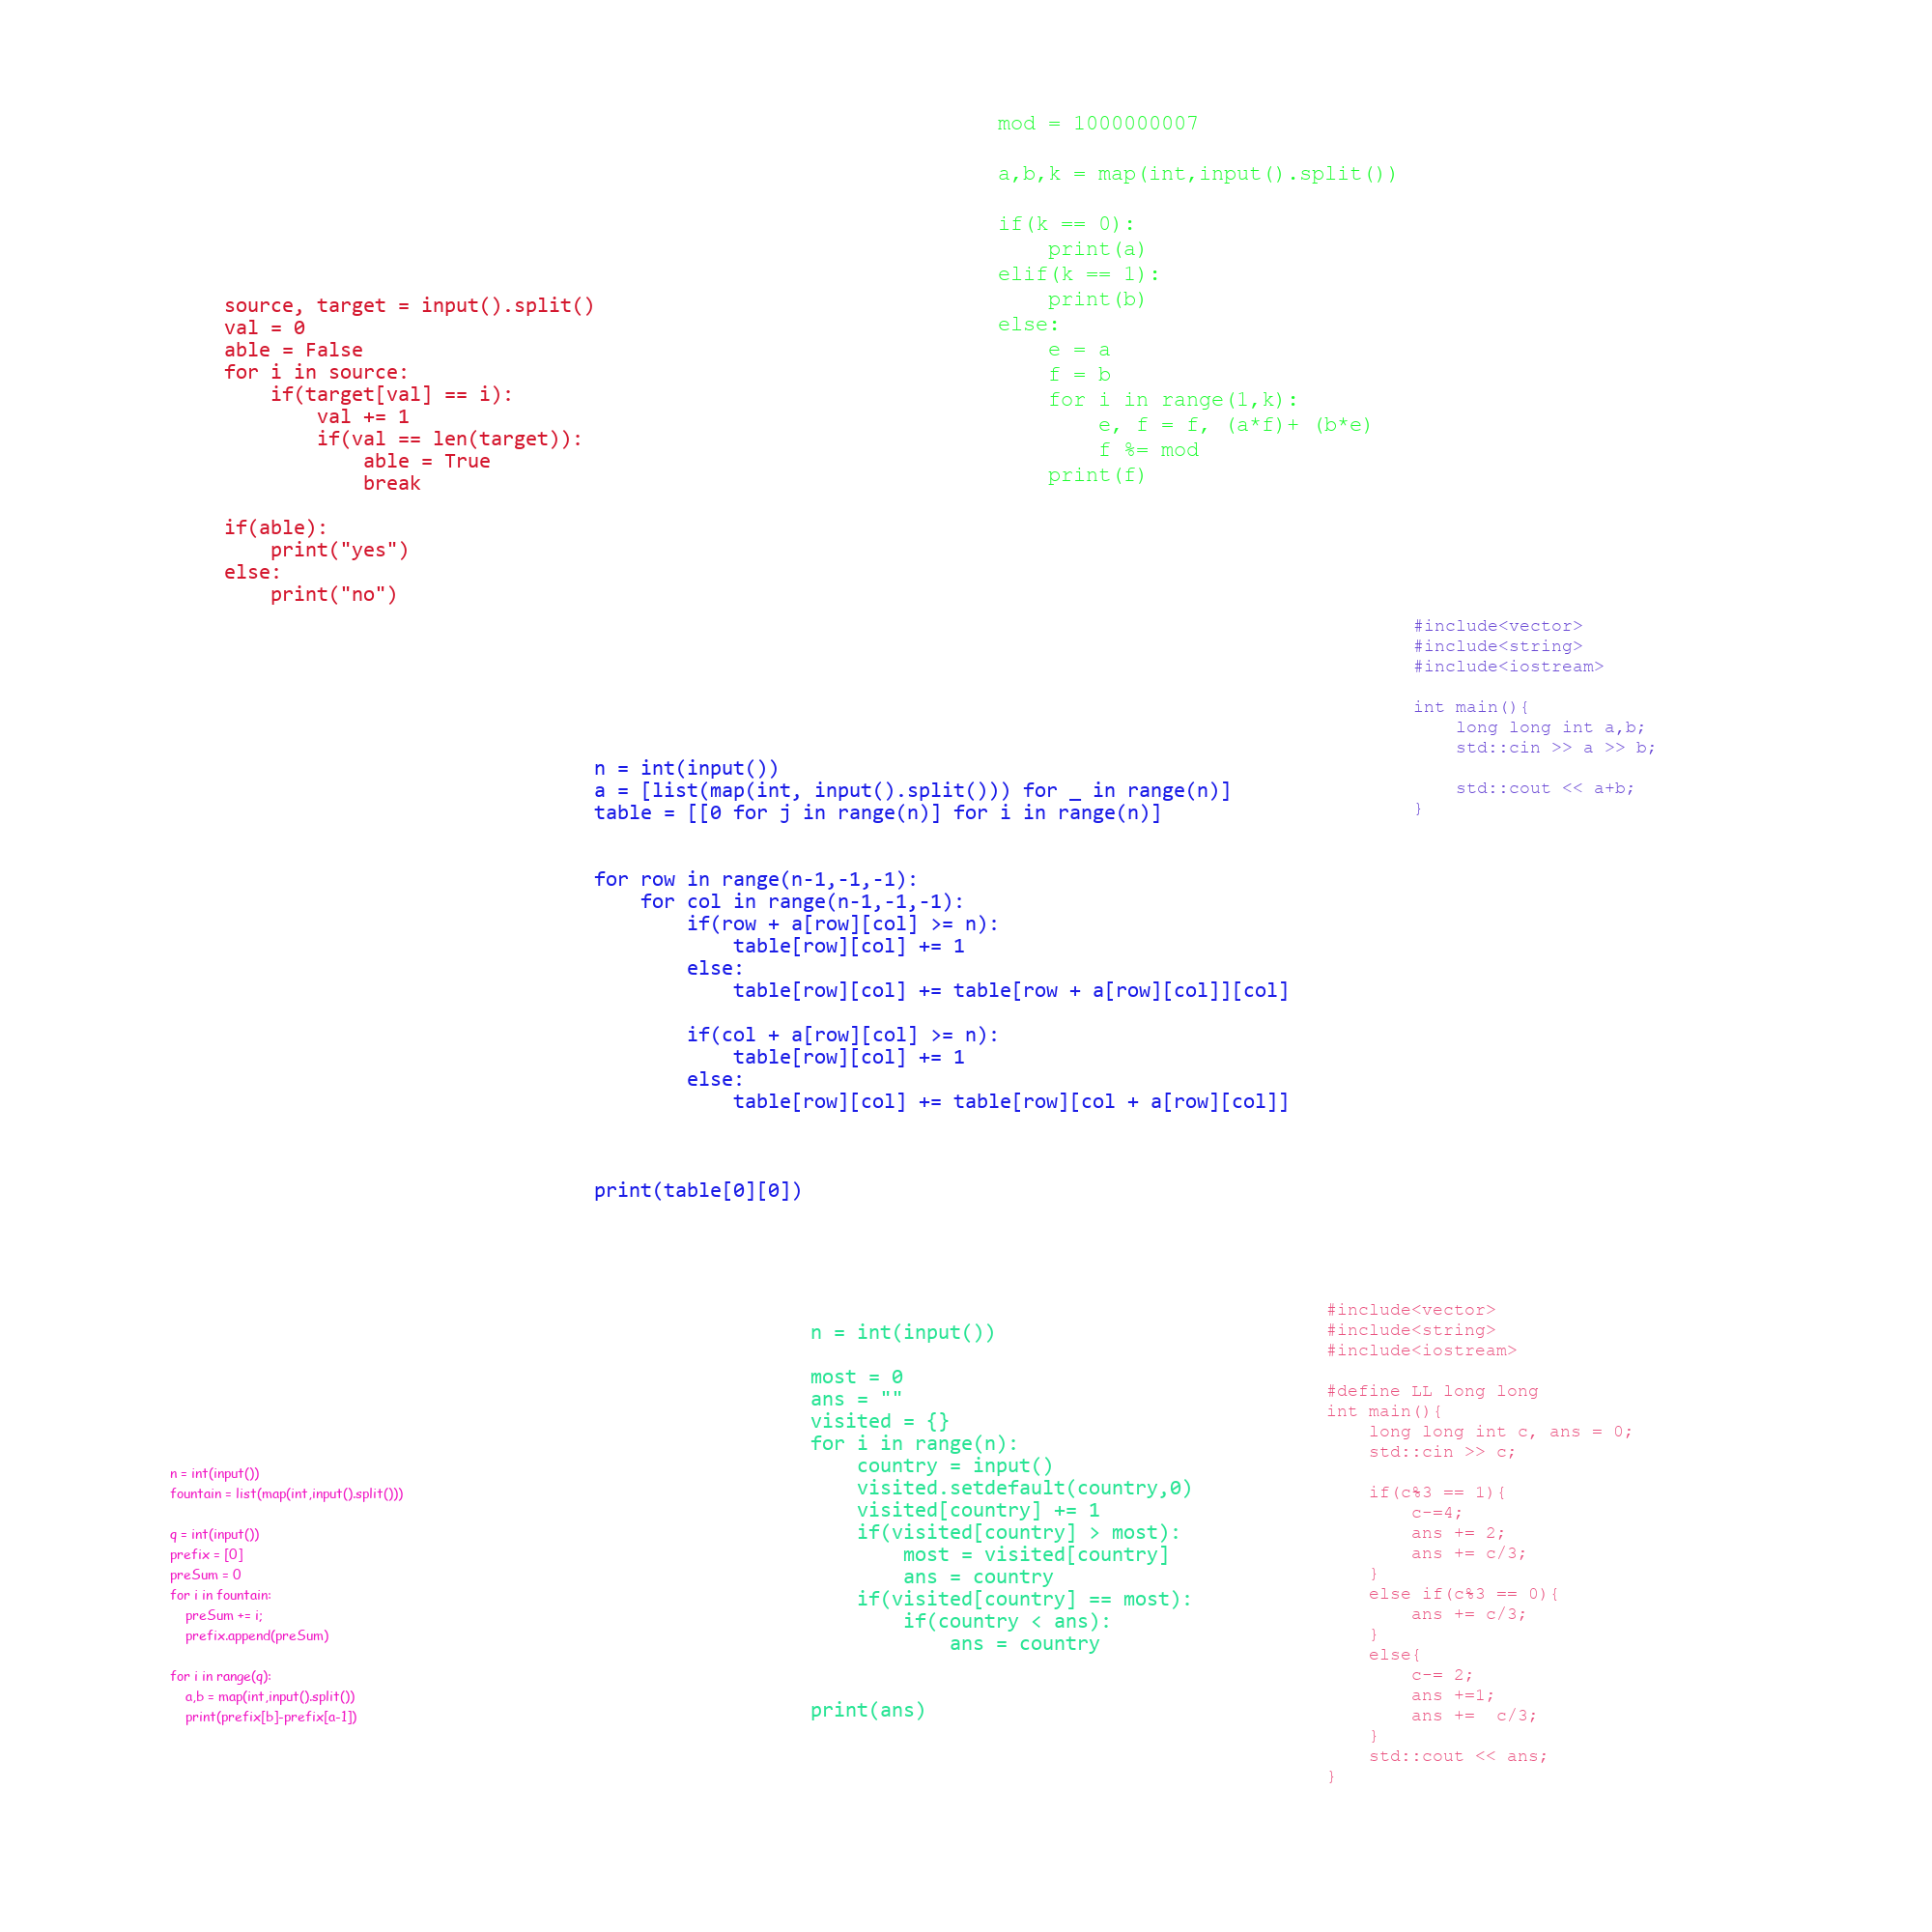 mod = 1000000007

a,b,k = map(int,input().split())

if(k == 0):
    print(a)
elif(k == 1):
    print(b)
else:
    e = a
    f = b
    for i in range(1,k):
        e, f = f, (a*f)+ (b*e)
        f %= mod
    print(f)

source, target = input().split()
val = 0
able = False
for i in source:
    if(target[val] == i):
        val += 1
        if(val == len(target)):
            able = True
            break

if(able):
    print("yes")
else:
    print("no")

#include<vector>
#include<string>
#include<iostream>

int main(){
    long long int a,b;
    std::cin >> a >> b;

    std::cout << a+b;
}

n = int(input())
a = [list(map(int, input().split())) for _ in range(n)]
table = [[0 for j in range(n)] for i in range(n)]

for row in range(n-1,-1,-1):
    for col in range(n-1,-1,-1):
        if(row + a[row][col] >= n):
            table[row][col] += 1
        else:
            table[row][col] += table[row + a[row][col]][col]

        if(col + a[row][col] >= n):
            table[row][col] += 1
        else:
            table[row][col] += table[row][col + a[row][col]]

print(table[0][0])

n = int(input())
fountain = list(map(int,input().split()))

q = int(input())
prefix = [0]
preSum = 0
for i in fountain:
    preSum += i;
    prefix.append(preSum)

for i in range(q):
    a,b = map(int,input().split())
    print(prefix[b]-prefix[a-1])

n = int(input())

most = 0
ans = ""
visited = {}
for i in range(n):
    country = input()
    visited.setdefault(country,0)
    visited[country] += 1
    if(visited[country] > most):
        most = visited[country]
        ans = country
    if(visited[country] == most):
        if(country < ans):
            ans = country

print(ans)

#include<vector>
#include<string>
#include<iostream>

#define LL long long
int main(){
    long long int c, ans = 0;
    std::cin >> c;

    if(c%3 == 1){
        c-=4;
        ans += 2;
        ans += c/3;
    }
    else if(c%3 == 0){
        ans += c/3;
    }
    else{
        c-= 2;
        ans +=1;
        ans +=  c/3;
    }
    std::cout << ans;
}